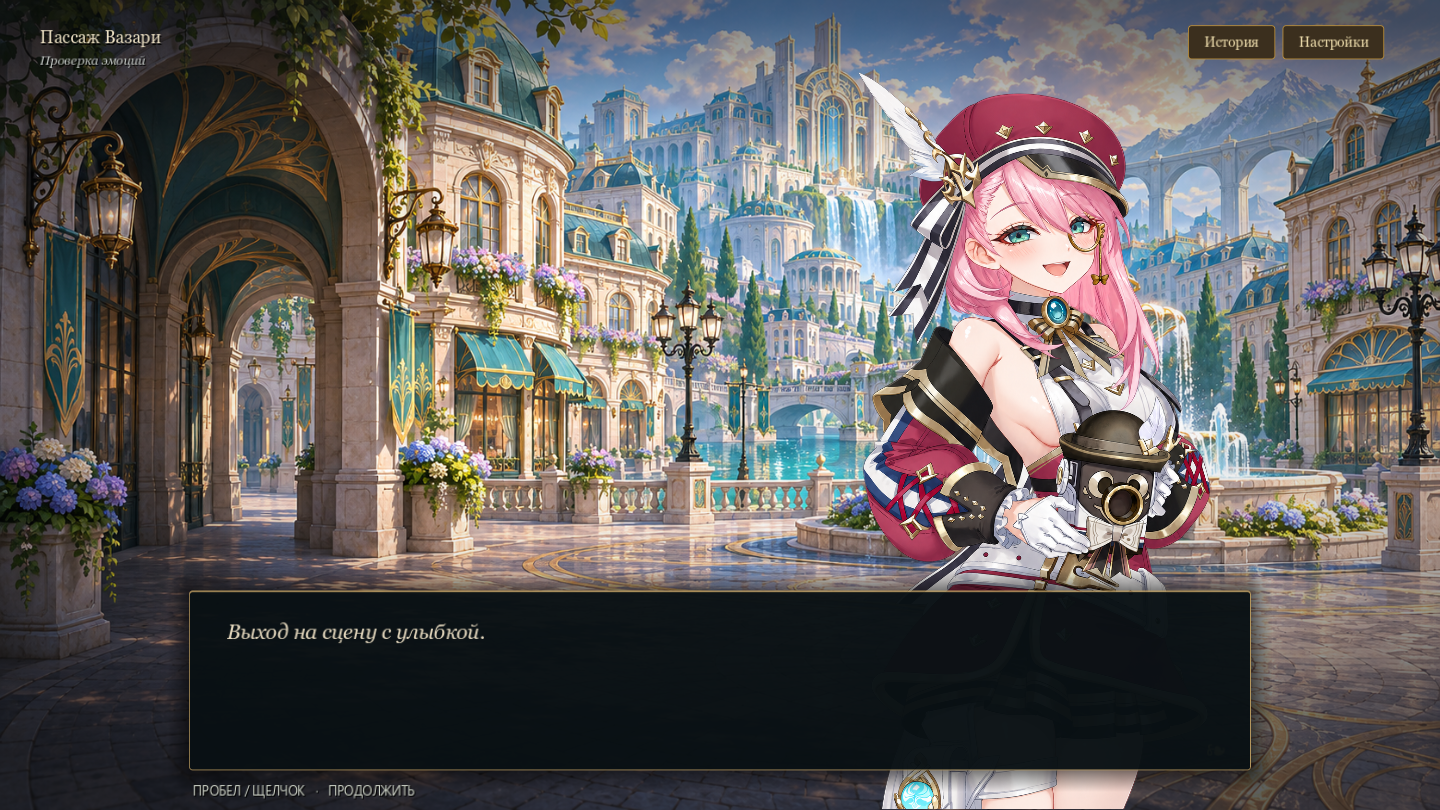 Пассаж Вазари
Проверка эмоций
История
Настройки
Выход на сцену с улыбкой.
ПРОБЕЛ / ЩЕЛЧОК · ПРОДОЛЖИТЬ